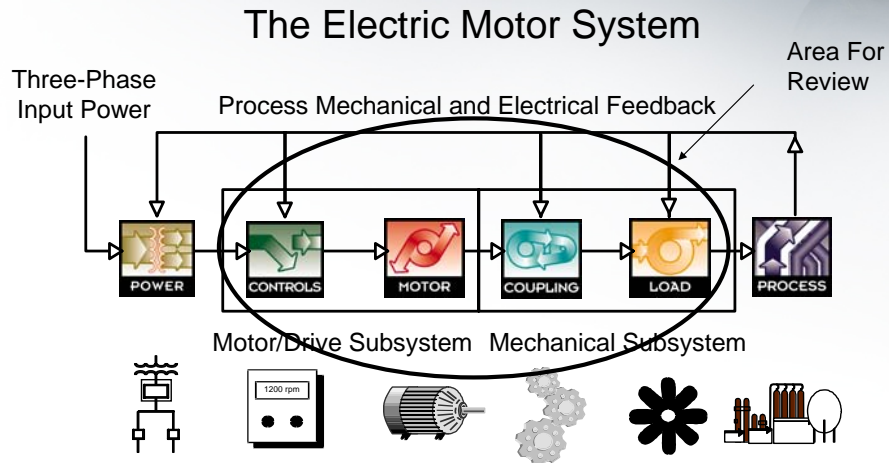 The Electric Motor System
Area For
Review
Three-Phase
Input Power
Process Mechanical and Electrical Feedback
POWER
CONTROLS
MOTOR
COUPLING
LOAD
PROCESS
Motor/Drive Subsystem
Mechanical Subsystem
1200 rpm